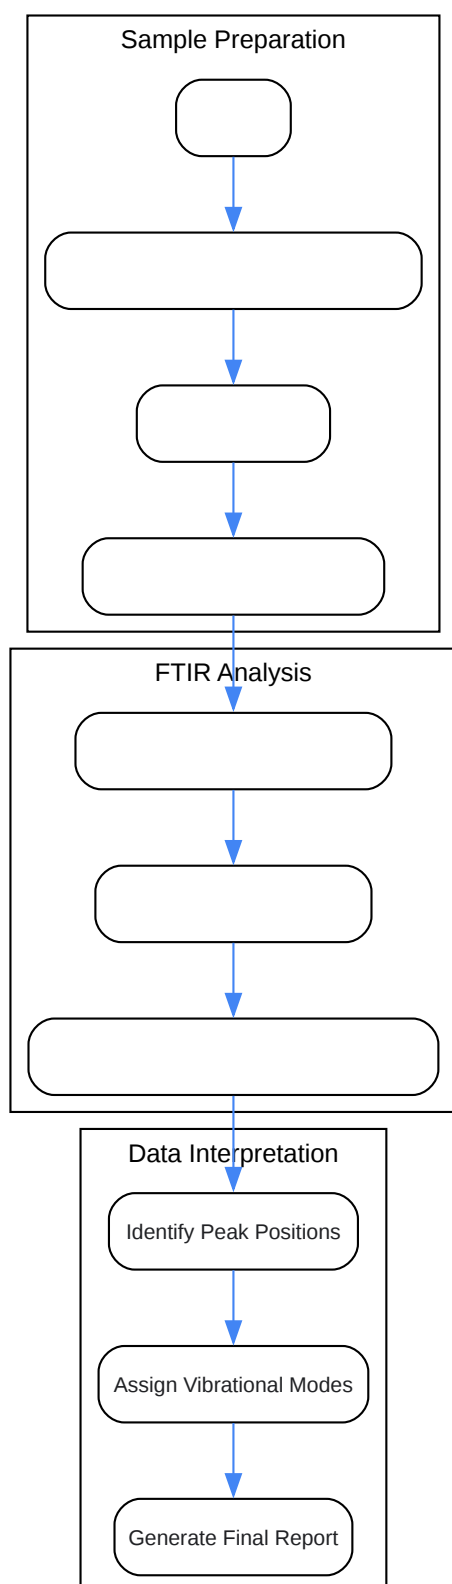 Sample Preparation
FTIR Analysis
Data Interpretation
Identify Peak Positions
Assign Vibrational Modes
Generate Final Report